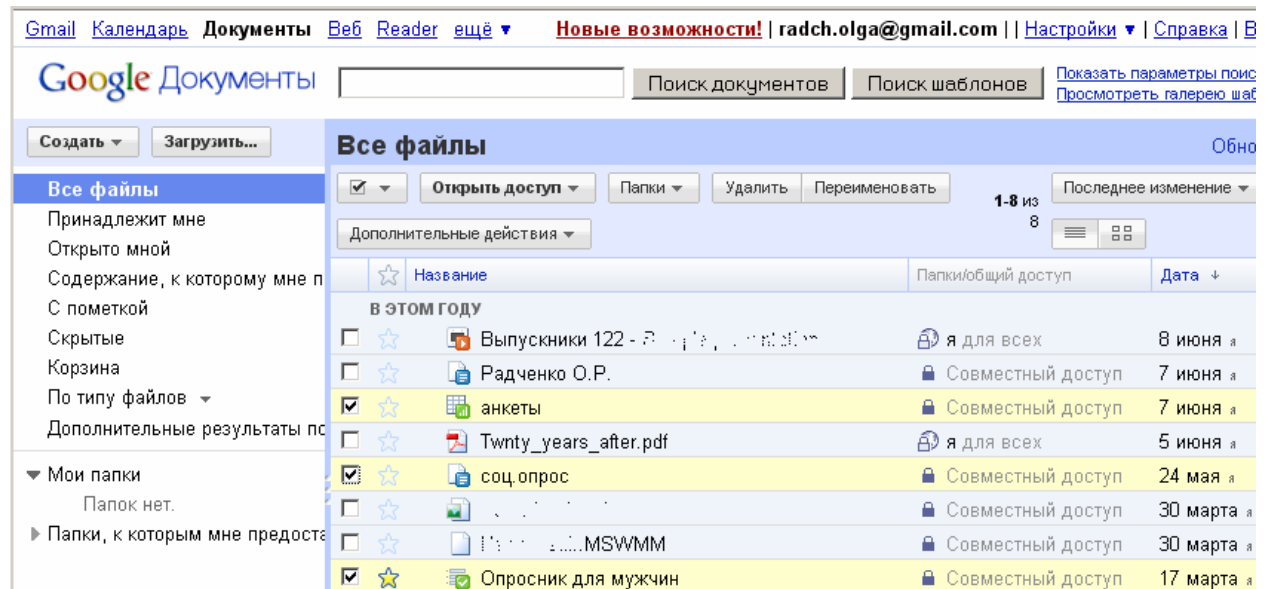 Gmail Календарь Документы Веб Reader ещё ▼ Новые возможности! | radch.olga@gmail.com | | Настройки ▼ | Справка | В
Google Документы Поиск документов Поиск шаблонов
Показать параметры поис
Просмотреть галерею шаб
Создать Загрузить...
Все файлы Обно
Открыть доступ Папки Удалить Переименовать 1-8 из 8 Последнее изменение
Дополнительные действия
Все файлы
Принадлежит мне
Открыто мной
Содержание, к которому мне п
С пометкой
Скрытые
Корзина
По типу файлов
Дополнительные результаты по
Мои папки
Папок нет.
Папки, к которым мне предоста
Название Папки/общий доступ Дата ↓
В ЭТОМ ГОДУ
Выпускники 122 - я для всех 8 июня я
Радченко О.Р. Совместный доступ 7 июня я
анкеты Совместный доступ 7 июня я
Twnty_years_after.pdf я для всех 5 июня я
соц.опрос Совместный доступ 24 мая я
Совместный доступ 30 марта я
.MSWMM Совместный доступ 30 марта я
Опросник для мужчин Совместный доступ 17 марта я